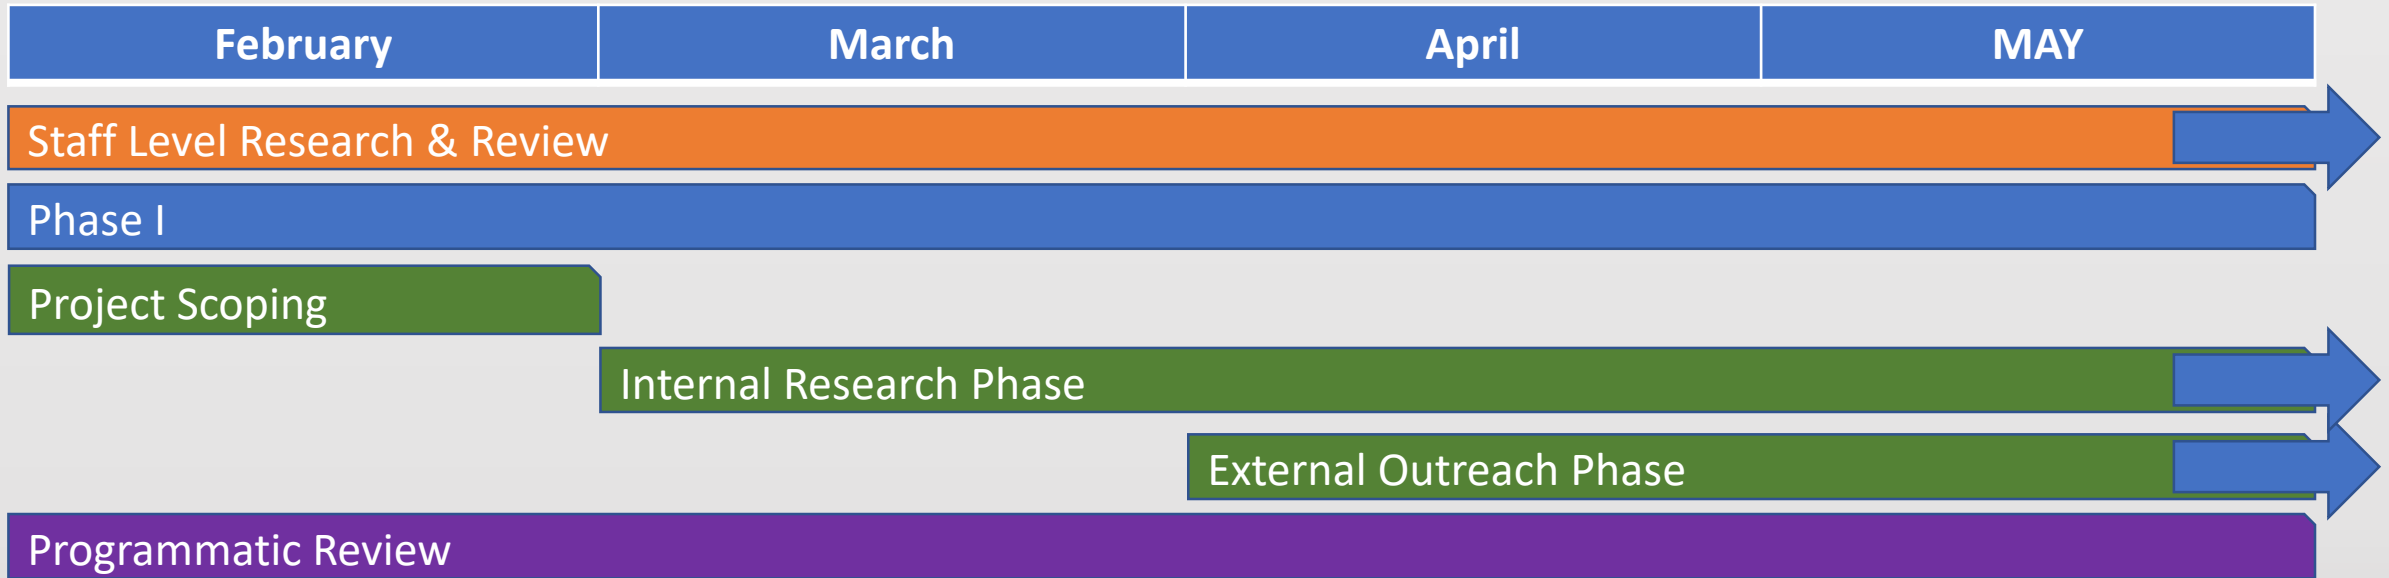 February March April MAY
Staff Level Research & Review
Phase I
Project Scoping
Internal Research Phase
External Outreach Phase
Programmatic Review